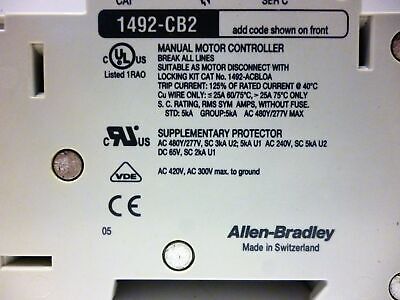 CAT SER C
1492-CB2 add code shown on front
MANUAL MOTOR CONTROLLER
BREAK ALL LINES
SUITABLE AS MOTOR DISCONNECT WITH
LOCKING KIT CAT No. 1492-ACBLOA
TRIP CURRENT: 125% OF RATED CURRENT @ 40°C
Cu WIRE ONLY: ≤ 25A 60/75°C, > 25A 75°C ONLY
S. C. RATING, RMS SYM AMPS, WITHOUT FUSE.
STD: 5kA GROUP:5kA AC 480Y/277V MAX
C UL US
Listed 1RAO
SUPPLEMENTARY PROTECTOR
AC 480Y/277V, SC 3kA U2; 5kA U1 AC 240V, SC 5kA U2
DC 65V, SC 2kA U1
C RU US
VDE
AC 420V, AC 300V max. to ground
CE
05
Allen-Bradley
Made in Switzerland